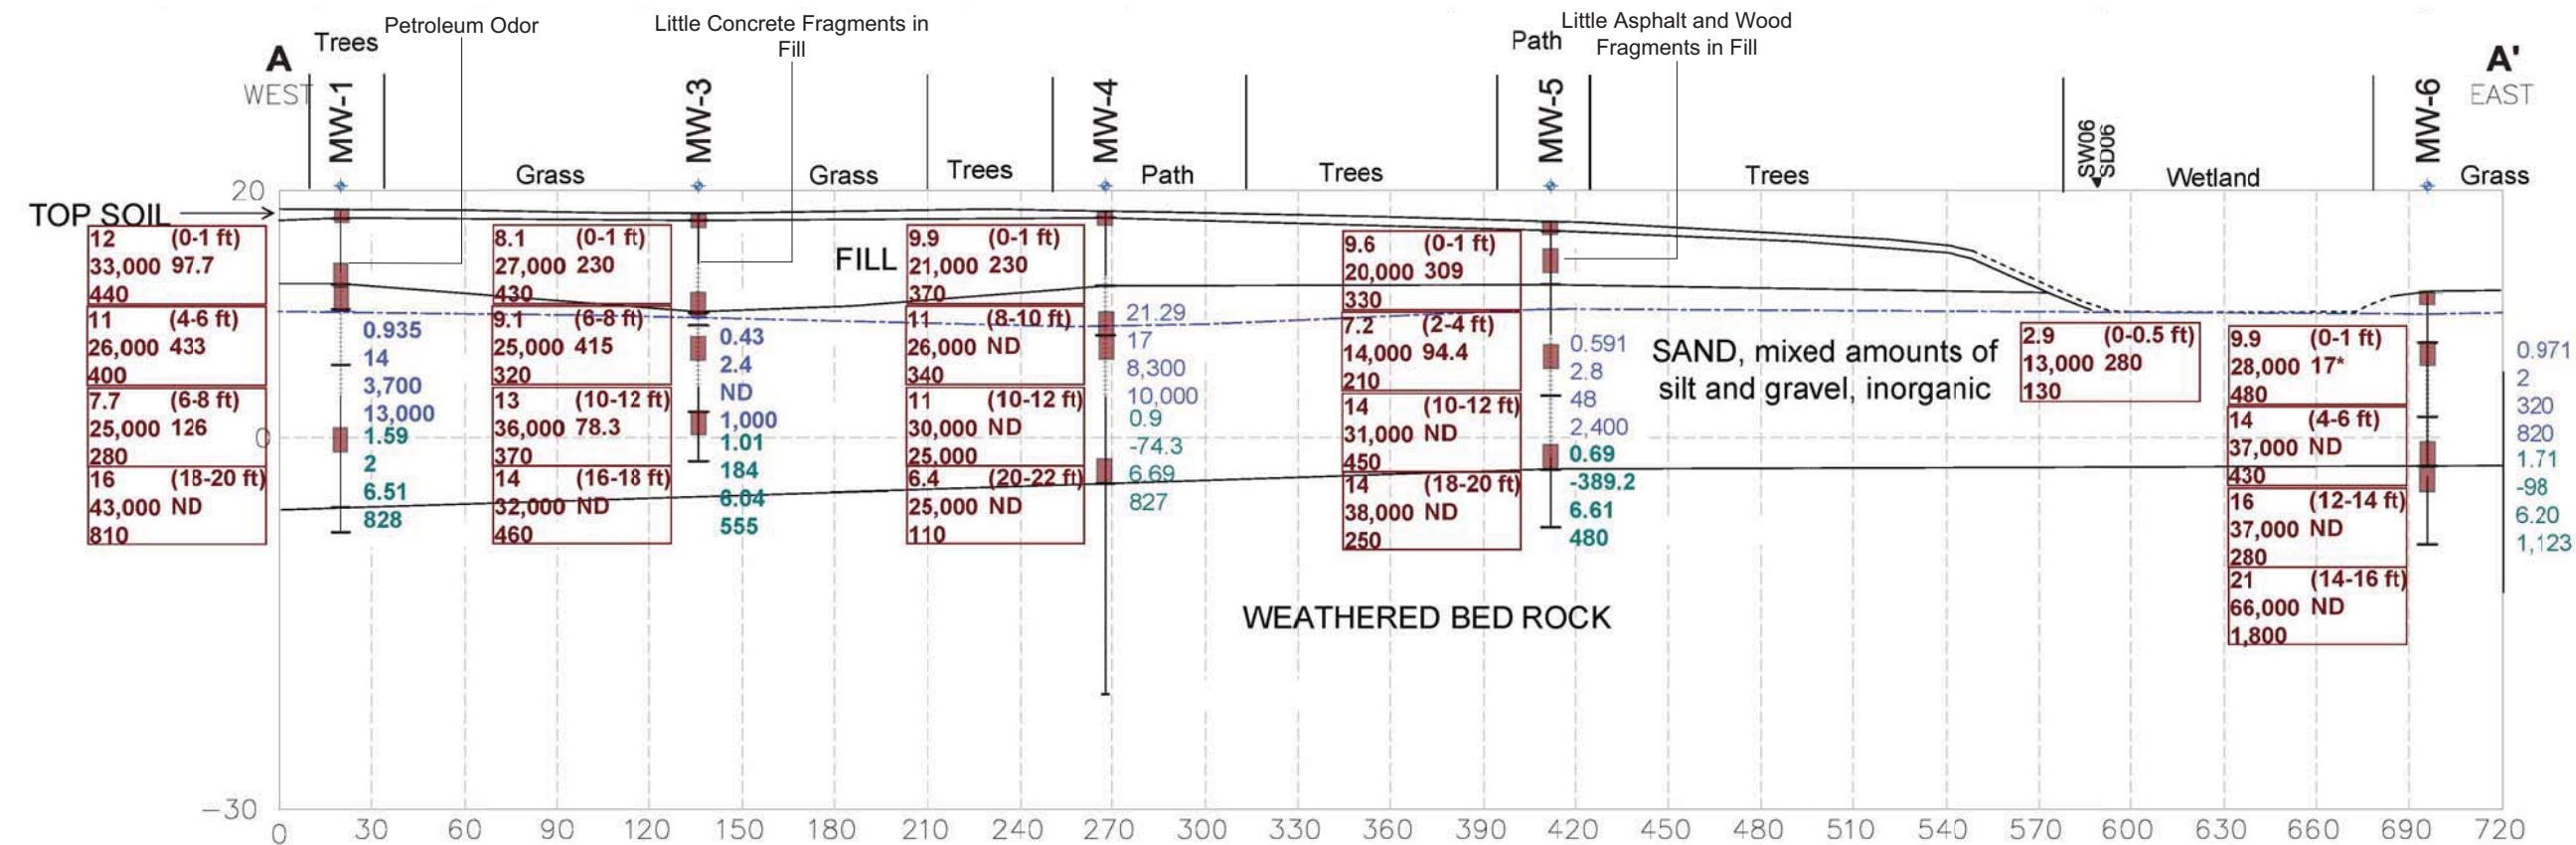 Petroleum Odor
Little Concrete Fragments in
Fill
Little Asphalt and Wood
Fragments in Fill
A
WEST
Trees
MW-1
Grass
MW-3
Grass
Trees
MW-4
Path
Trees
Path
MW-5
Trees
SW06
SD06
Wetland
MW-6
A'
EAST
Grass
20
TOP SOIL
FILL
12 (0-1 ft)
33,000 97.7
440
11 (4-6 ft)
26,000 433
400
7.7 (6-8 ft)
25,000 126
280
16 (18-20 ft)
43,000 ND
810
0.935
14
3,700
13,000
1.59
2
6.51
828
8.1 (0-1 ft)
27,000 230
430
9.1 (6-8 ft)
25,000 415
320
13 (10-12 ft)
36,000 78.3
370
14 (16-18 ft)
32,000 ND
460
0.43
2.4
ND
1,000
1.01
184
6.04
555
9.9 (0-1 ft)
21,000 230
370
11 (8-10 ft)
26,000 ND
340
11 (10-12 ft)
30,000 ND
25.000
6.4 (20-22 ft)
25,000 ND
110
21.29
17
8,300
10,000
0.9
-74.3
6.69
827
9.6 (0-1 ft)
20,000 309
330
7.2 (2-4 ft)
14,000 94.4
210
14 (10-12 ft)
31,000 ND
450
14 (18-20 ft)
38,000 ND
250
0.591
2.8
48
2,400
0.69
-389.2
6.61
480
SAND, mixed amounts of
silt and gravel, inorganic
2.9 (0-0.5 ft)
13,000 280
130
9.9 (0-1 ft)
28,000 17*
480
14 (4-6 ft)
37,000 ND
430
16 (12-14 ft)
37,000 ND
280
21 (14-16 ft)
66,000 ND
1,800
0.971
2
320
820
1.71
-98
6.20
1,123
0
WEATHERED BED ROCK
-30
0 30 60 90 120 150 180 210 240 270 300 330 360 390 420 450 480 510 540 570 600 630 660 690 720